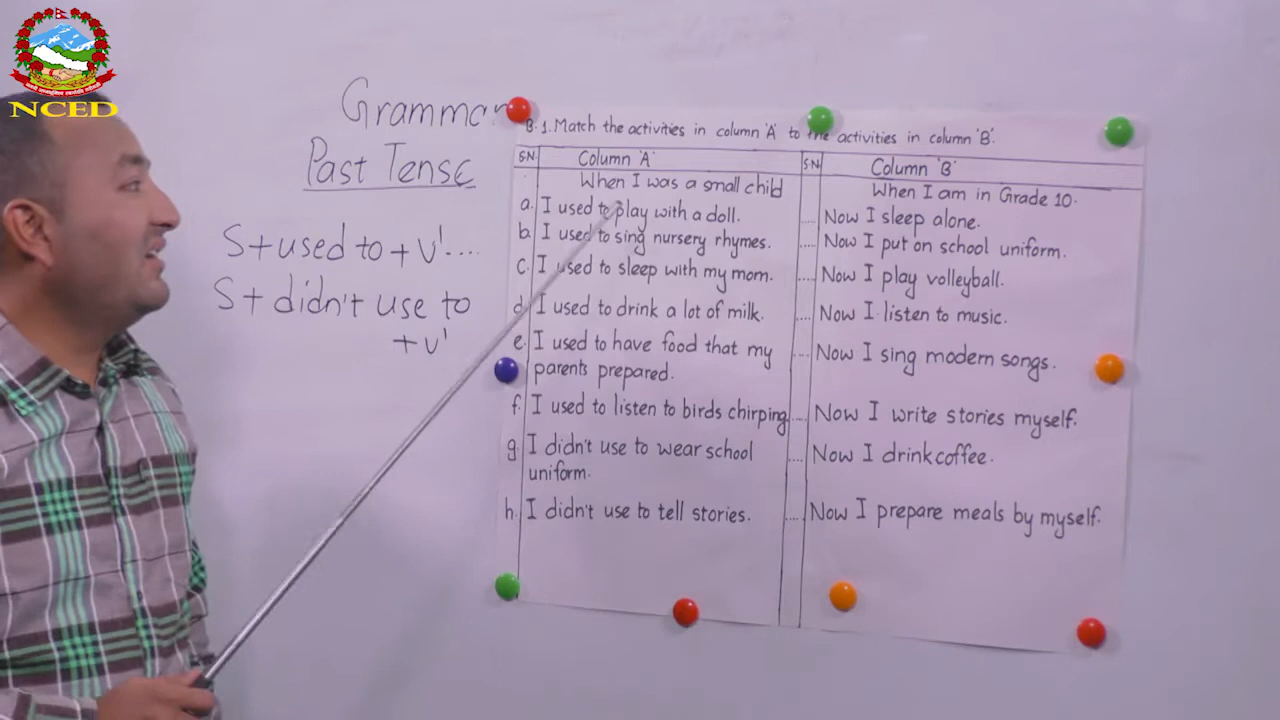 NCED
Grammar
Past Tense
S+used to + v¹....
S+ didn't use to
+v¹
B. 1. Match the activities in column 'A' to the activities in column 'B'.
SN Column 'A' SN Column 'B'
When I was a small child When I am in Grade 10.
a. I used to play with a doll. .... Now I sleep alone.
b. I used to sing nursery rhymes. .... Now I put on school uniform.
c. I used to sleep with my mom. .... Now I play volleyball.
d. I used to drink a lot of milk. .... Now I listen to music.
e. I used to have food that my .... Now I sing modern songs.
parents prepared.
f. I used to listen to birds chirping .... Now I write stories myself.
g. I didn't use to wear school .... Now I drink coffee.
uniform.
h. I didn't use to tell stories. .... Now I prepare meals by myself.